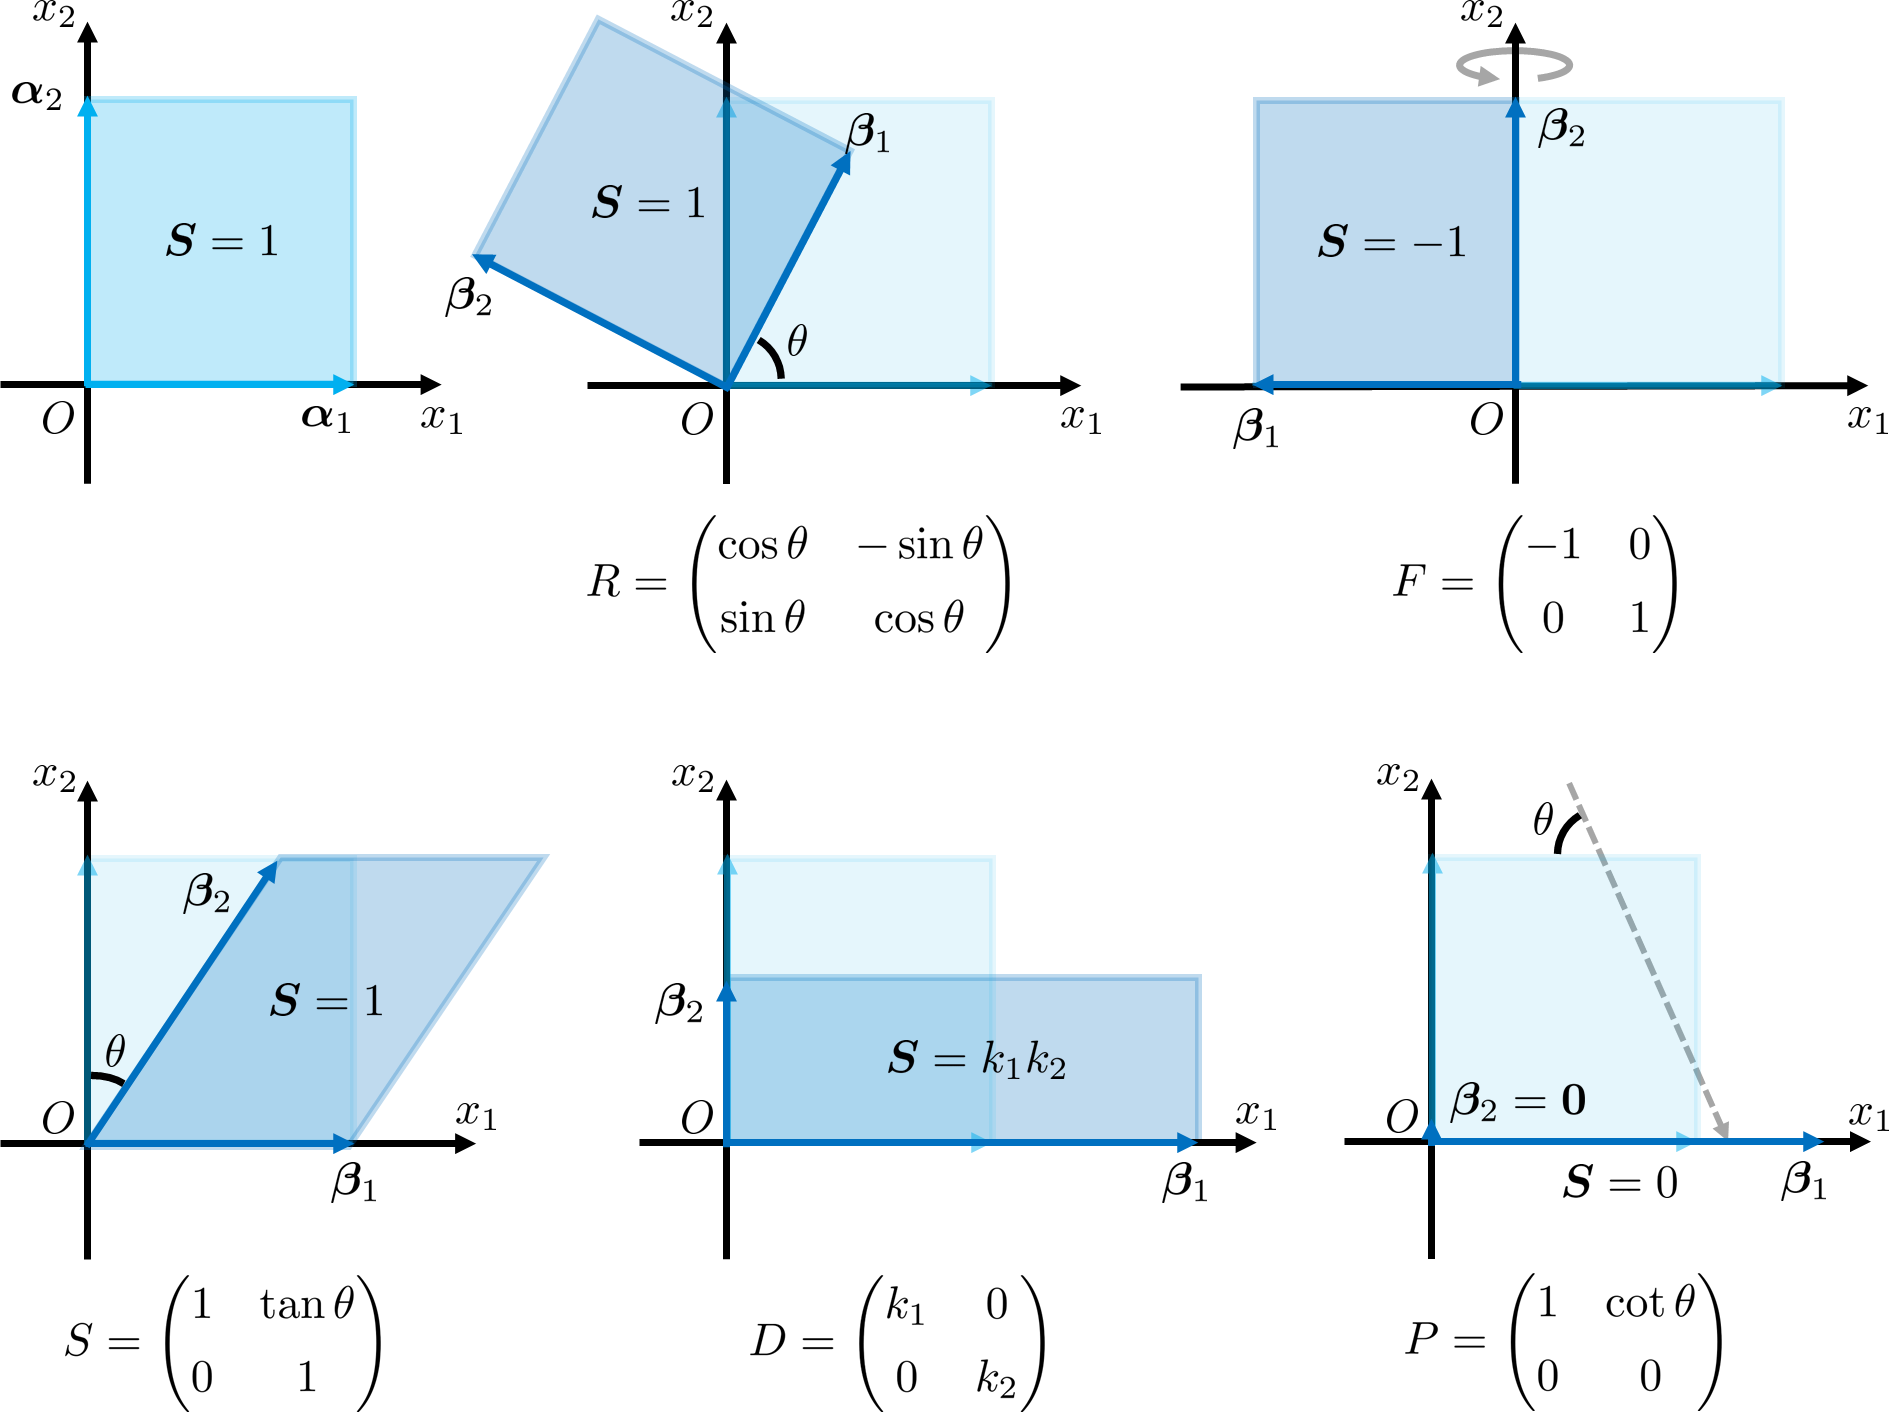 x₂
α₂
S = 1
O
α₁
x₁
x₂
β₁
S = 1
β₂
θ
O
x₁
R = (cos θ  − sin θ
sin θ  cos θ)
x₂
β₂
S = −1
β₁
O
x₁
F = (−1  0
0  1)
x₂
β₂
S = 1
θ
O
x₁
β₁
S = (1  tan θ
0  1)
x₂
β₂
S = k₁k₂
O
x₁
β₁
D = (k₁  0
0  k₂)
x₂
θ
O
β₂ = 0
x₁
S = 0
β₁
P = (1  cot θ
0  0)